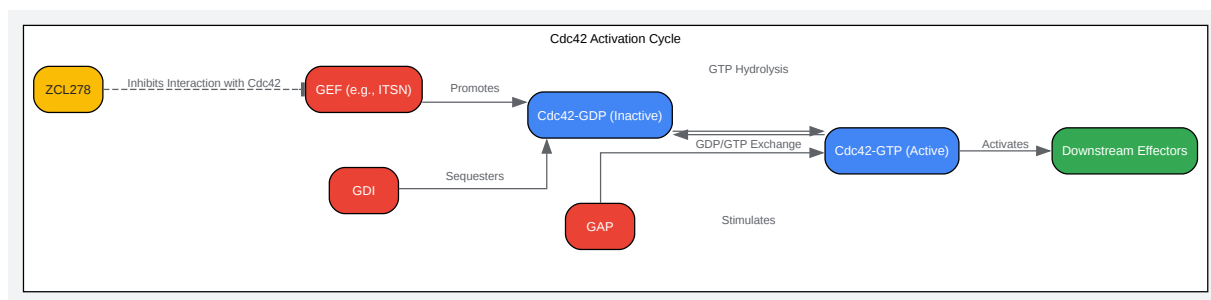 Cdc42 Activation Cycle
GTP Hydrolysis
ZCL278
Inhibits Interaction with Cdc42
GEF (e.g., ITSN)
Promotes
Cdc42-GDP (Inactive)
GDP/GTP Exchange
Cdc42-GTP (Active)
Activates
Downstream Effectors
GDI
Sequesters
GAP
Stimulates